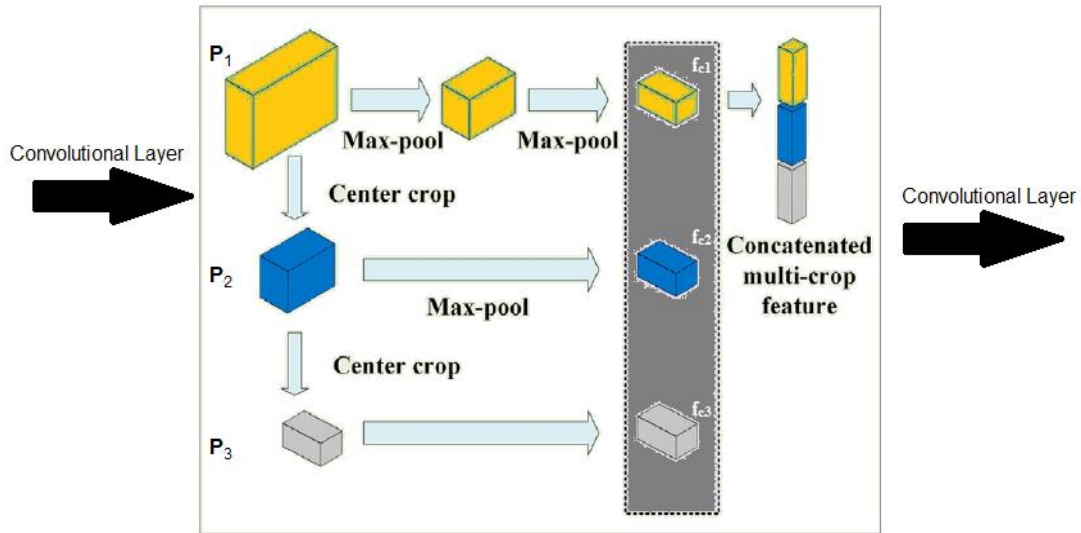 P1
fc1
Max-pool
Max-pool
Convolutional Layer
Center crop
Convolutional Layer
P2
fc2
Concatenated
multi-crop
feature
Max-pool
Center crop
P3
fc3